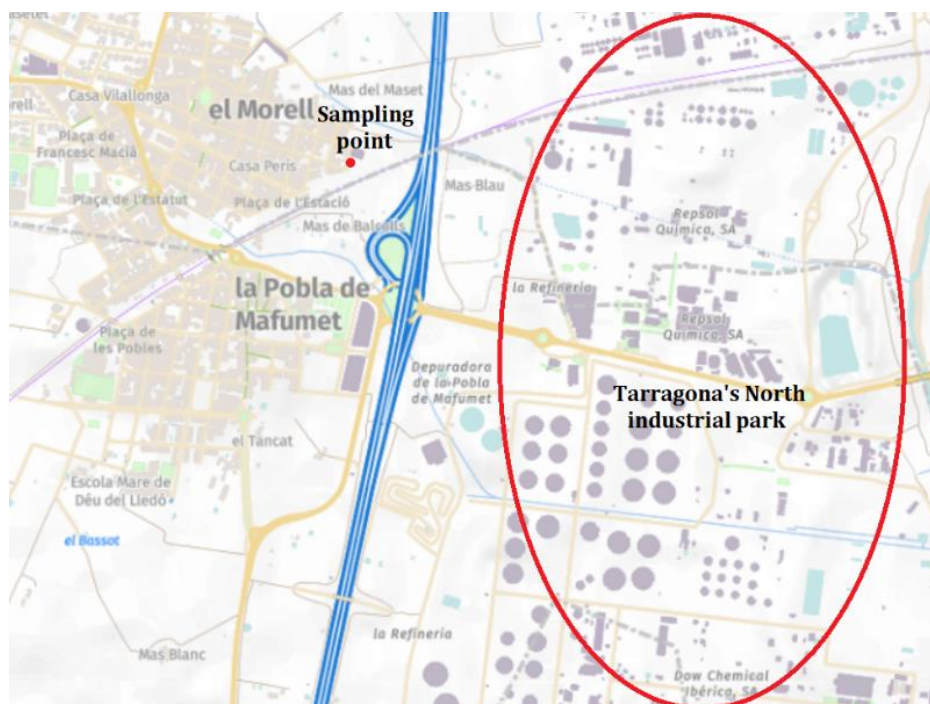 asetet
Mas del Maset
rell
Casa Vilallonga
el Morell
Sampling
point
Plaça de
Francesc Macià
Casa Peris
Mas Blau
Plaça de l'Estatut
Plaça de l'Estació
Mas de Balcells
Repsol
Química, SA
la Refineria
la Pobla de
Mafumet
Repsol
Química, SA
Plaça de
les Pobles
Depuradora
de la Pobla
de Mafumet
Tarragona's North
industrial park
el Tancat
Escola Mare de
Déu del Lledó
el Bassot
la Refineria
Mas Blanc
Dow Chemical
Ibérica, SA